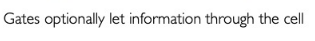 Gates optionally let information through the cell